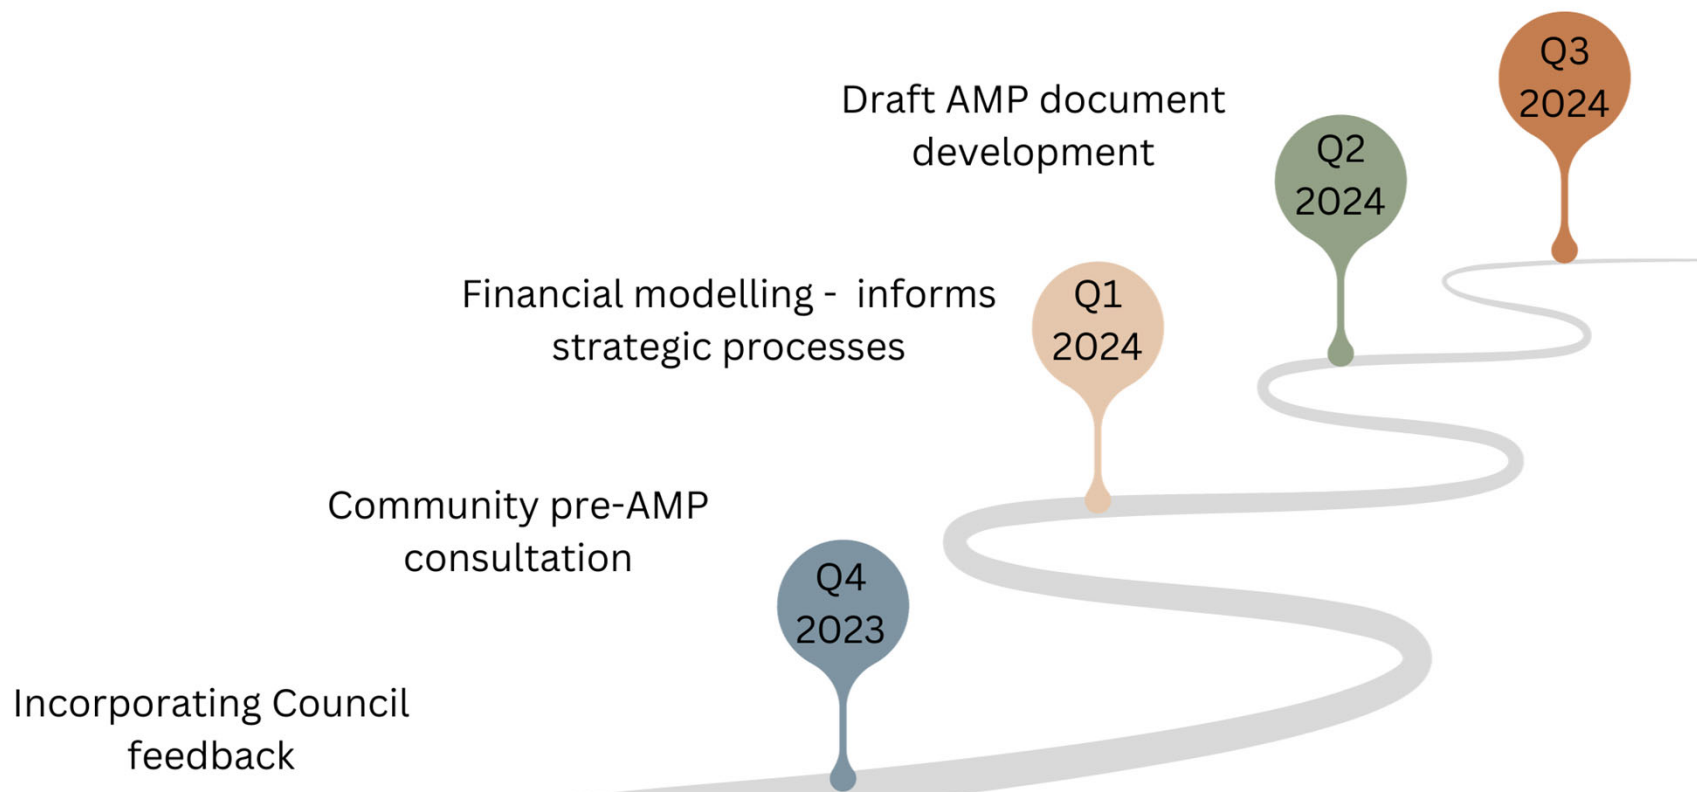 Q3
2024
Draft AMP document
development
Q2
2024
Financial modelling - informs
strategic processes
Q1
2024
Community pre-AMP
consultation
Q4
2023
Incorporating Council
feedback